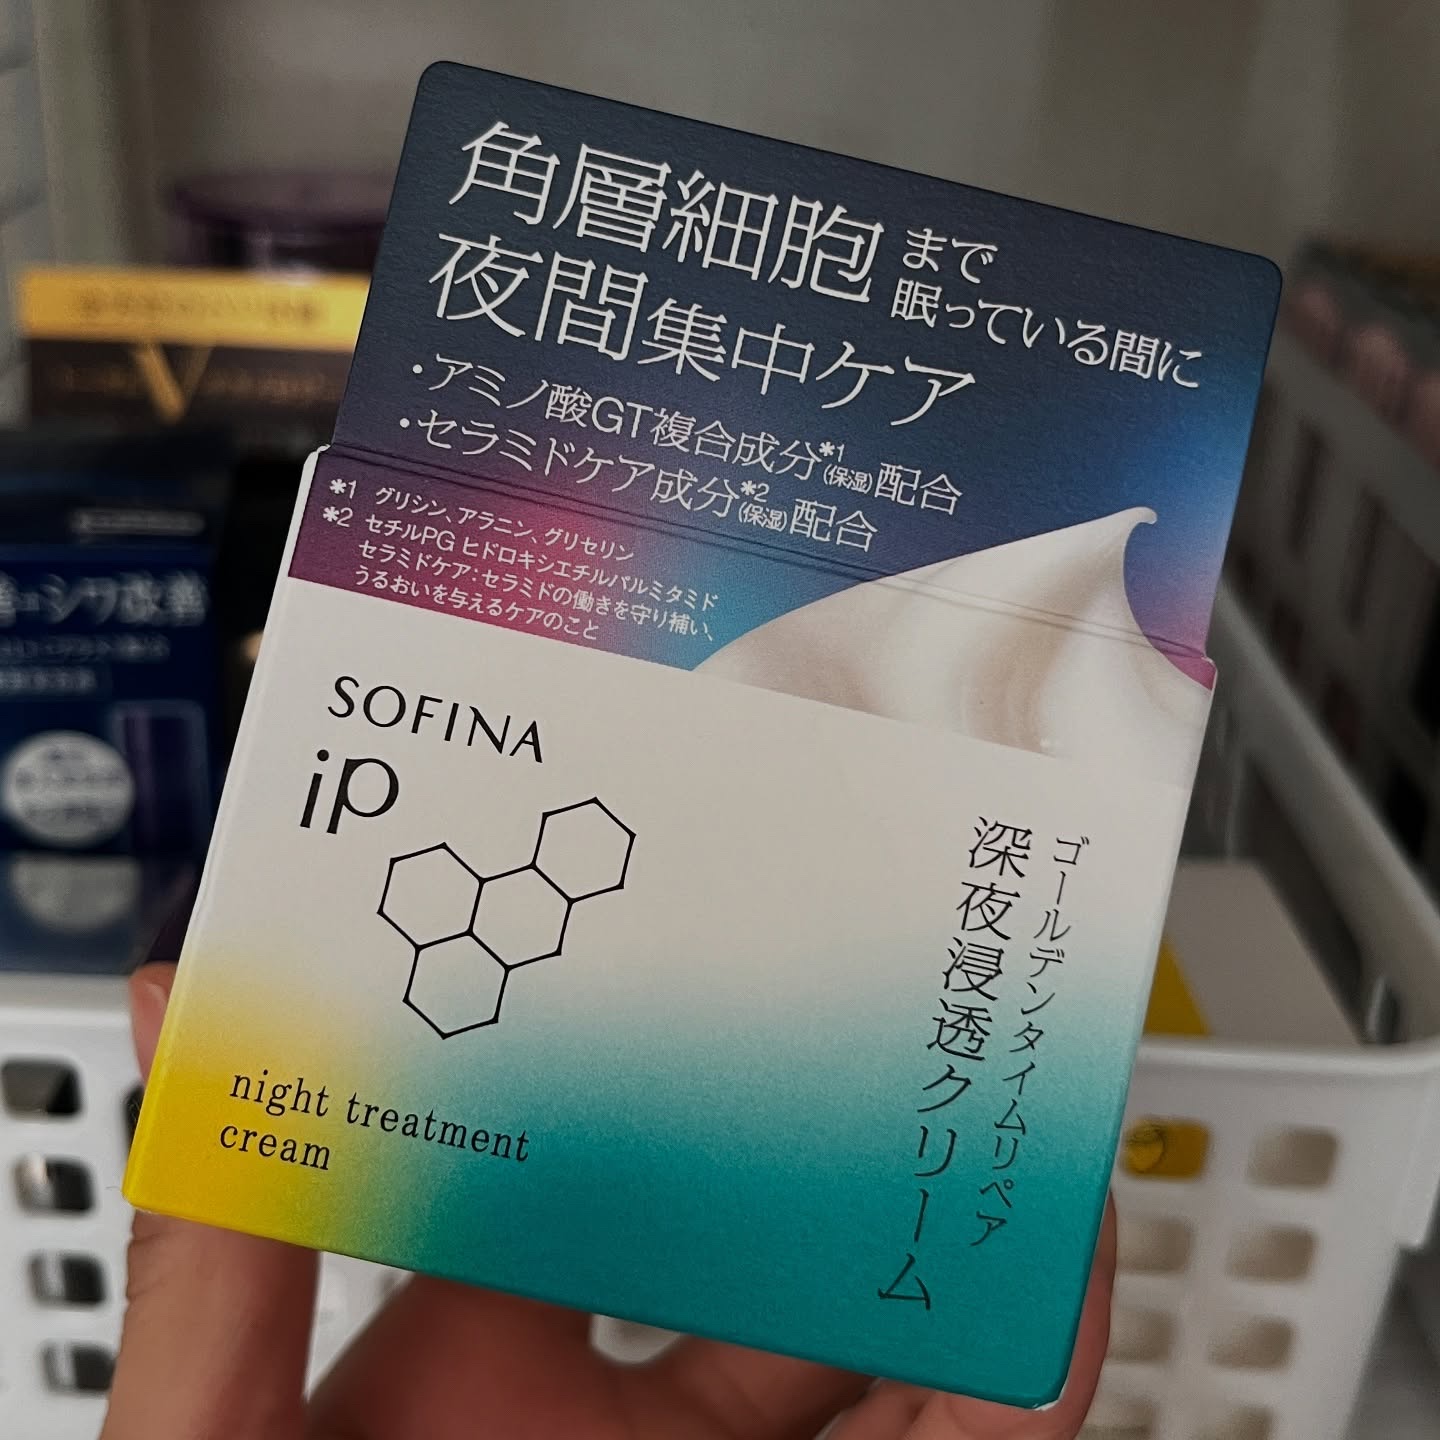 角層細胞まで
眠っている間に
夜間集中ケア
・アミノ酸GT複合成分*1(保湿)配合
・セラミドケア成分*2(保湿)配合
*1 グリシン、アラニン、グリセリン
*2 セチルPG ヒドロキシエチルパルミタミド
セラミドケア：セラミドの働きを守り補い、
うるおいを与えるケアのこと
SOFINA
iP
ゴールデンタイムリペア
深夜浸透クリーム
night treatment
cream
シワ改善
V